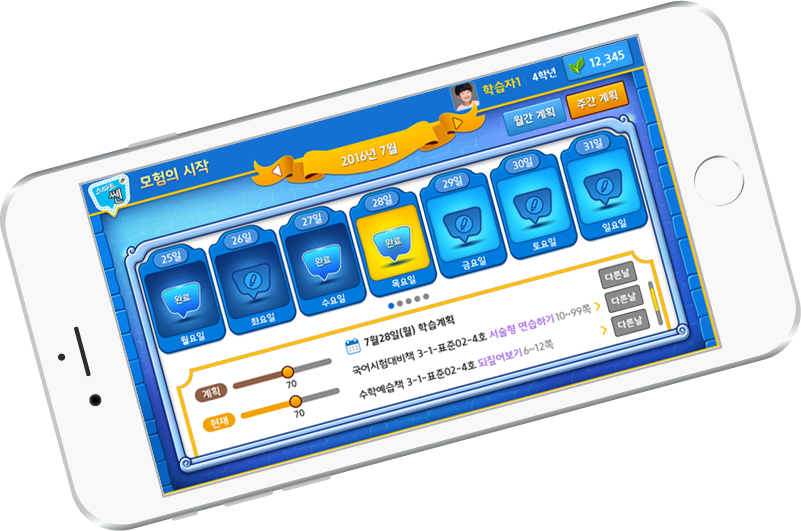 스마트
쎈
모험의 시작
2016년 7월
학습자1
4학년
12,345
월간 계획
주간 계획
25일
완료
월요일
26일
화요일
27일
완료
수요일
28일
완료
목요일
29일
금요일
30일
토요일
31일
일요일
계획
70
현재
70
7월28일(월) 학습계획
다른날
국어시험대비책 3-1-표준02-4호 서술형 연습하기 10~99쪽
다른날
수학예습책 3-1-표준02-4호 되짚어보기 6~12쪽
다른날